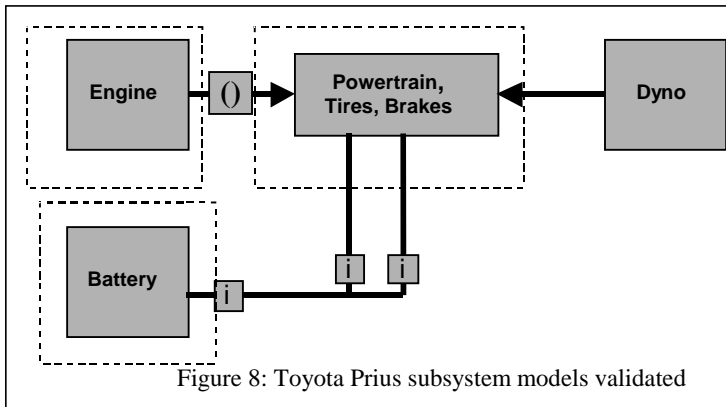 Engine
()
Powertrain,
Tires, Brakes
Dyno
Battery
i
i
i
Figure 8: Toyota Prius subsystem models validated